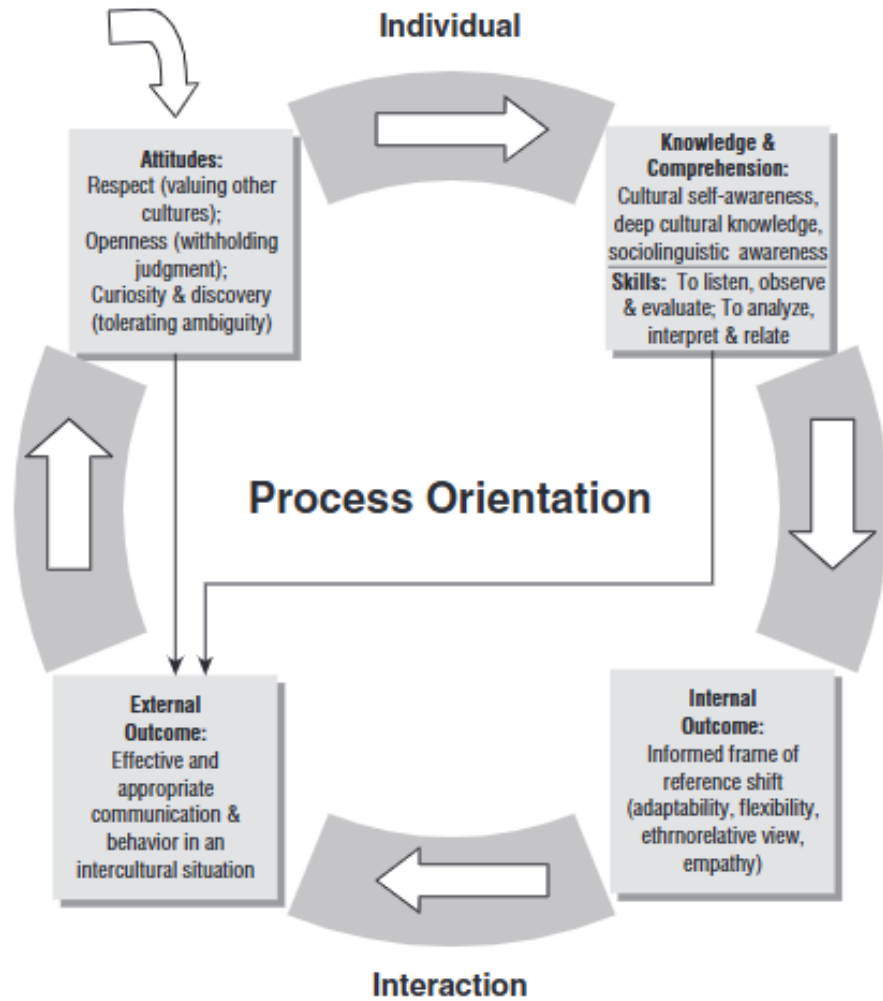 Individual
Attitudes:
Respect (valuing other
cultures);
Openness (withholding
judgment);
Curiosity & discovery
(tolerating ambiguity)
Knowledge &
Comprehension:
Cultural self-awareness,
deep cultural knowledge,
sociolinguistic awareness
Skills: To listen, observe
& evaluate; To analyze,
interpret & relate
Process Orientation
External
Outcome:
Effective and
appropriate
communication &
behavior in an
intercultural situation
Internal
Outcome:
Informed frame of
reference shift
(adaptability, flexibility,
ethrnorelative view,
empathy)
Interaction